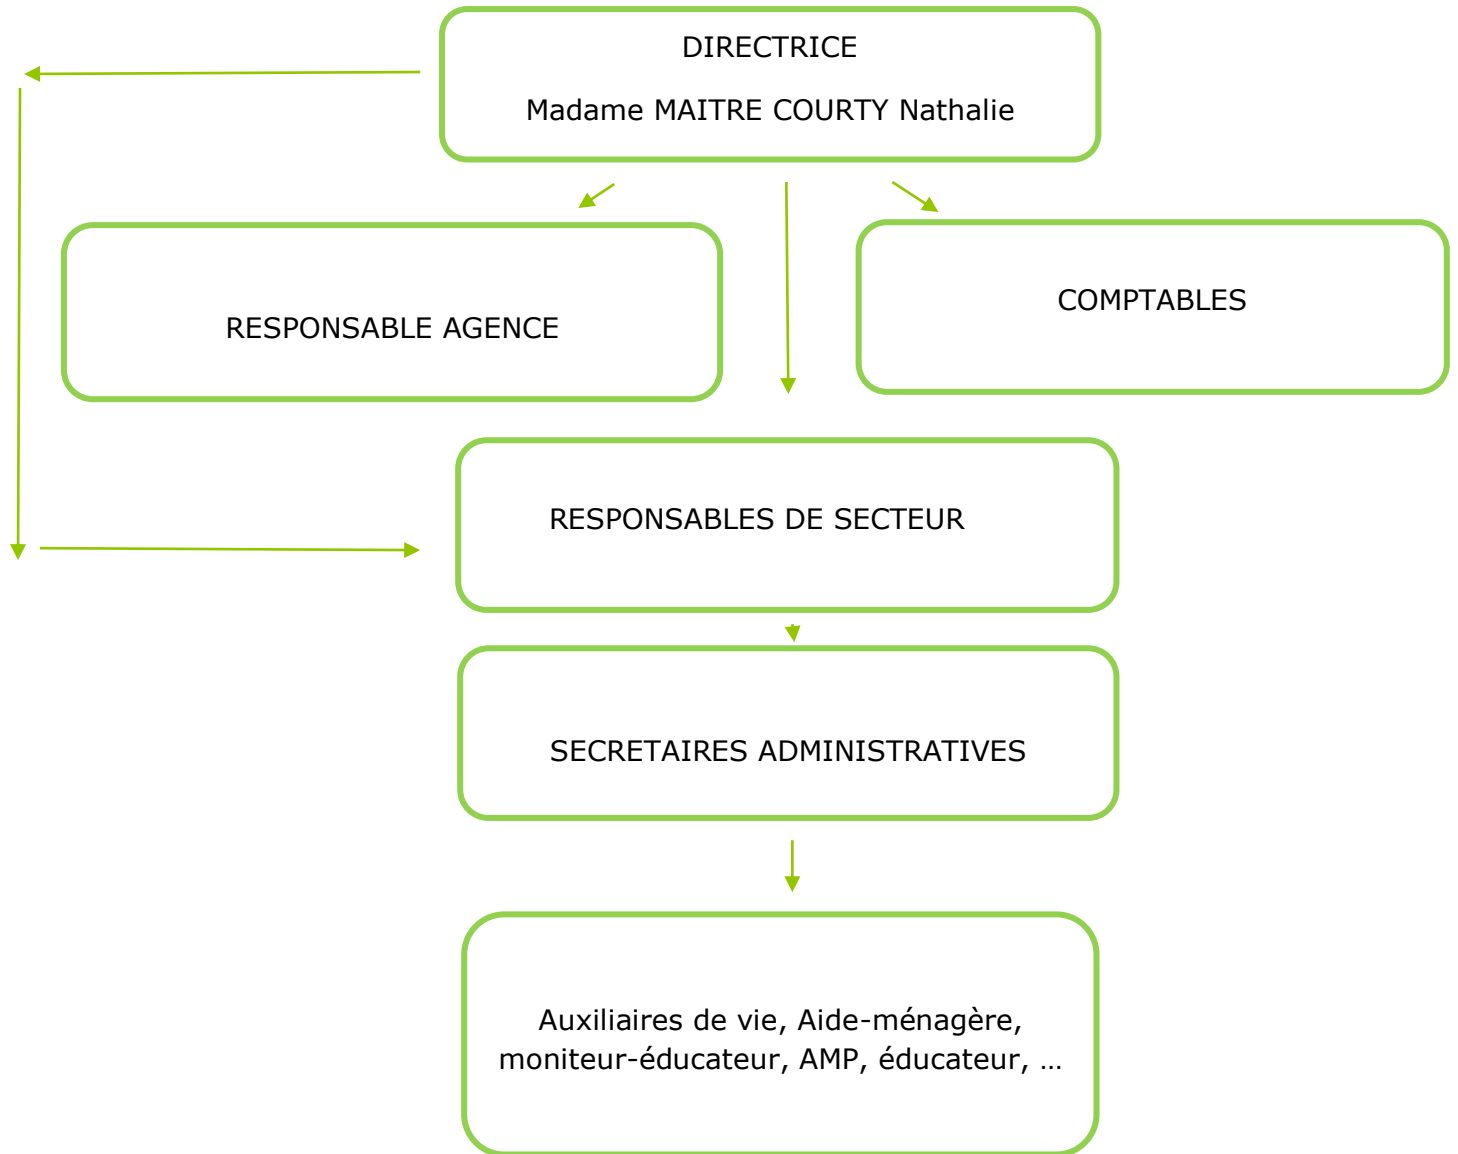 DIRECTRICE
Madame MAITRE COURTY Nathalie
RESPONSABLE AGENCE
COMPTABLES
RESPONSABLES DE SECTEUR
SECRETAIRES ADMINISTRATIVES
Auxiliaires de vie, Aide-ménagère,
moniteur-éducateur, AMP, éducateur, …